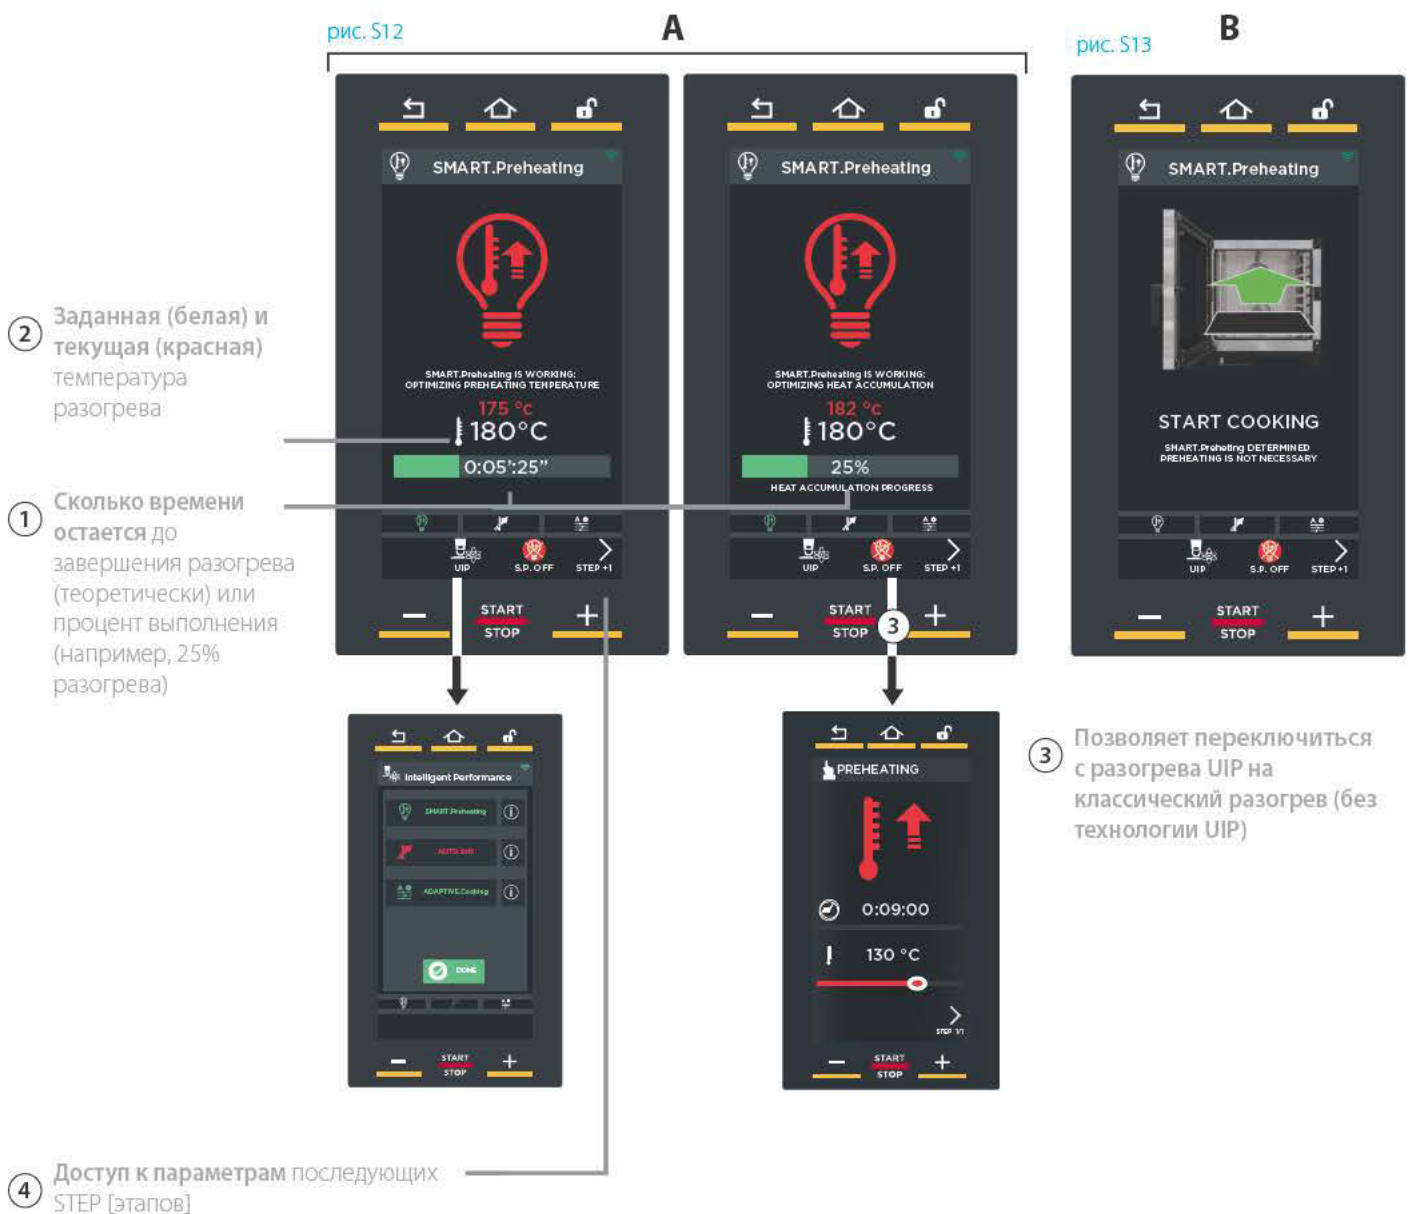 рис. S12
A
рис. S13
B
SMART.Preheating
SMART.Preheating IS WORKING:
OPTIMIZING PREHEATING TEMPERATURE
175 °c
180°C
0:05':25"
UIP
S.P. OFF
STEP +1
START
STOP
SMART.Preheating
SMART.Preheating IS WORKING:
OPTIMIZING HEAT ACCUMULATION
182 °c
180°C
25%
HEAT ACCUMULATION PROGRESS
UIP
S.P. OFF
STEP +1
START
STOP
3
SMART.Preheating
START COOKING
SMART.Preheting DETERMINED
PREHEATING IS NOT NECESSARY
UIP
S.P. OFF
STEP +1
START
STOP
2
Заданная (белая) и
текущая (красная)
температура
разогрева
1
Сколько времени
остается до
завершения разогрева
(теоретически) или
процент выполнения
(например, 25%
разогрева)
Intelligent Performance
SMART.Preheating
AUTO.Soft
ADAPTIVE.Cooking
DONE
START
STOP
PREHEATING
0:09:00
130 °C
STEP 1/1
START
STOP
3
Позволяет переключиться
с разогрева UIP на
классический разогрев (без
технологии UIP)
4
Доступ к параметрам последующих
STEP [этапов]